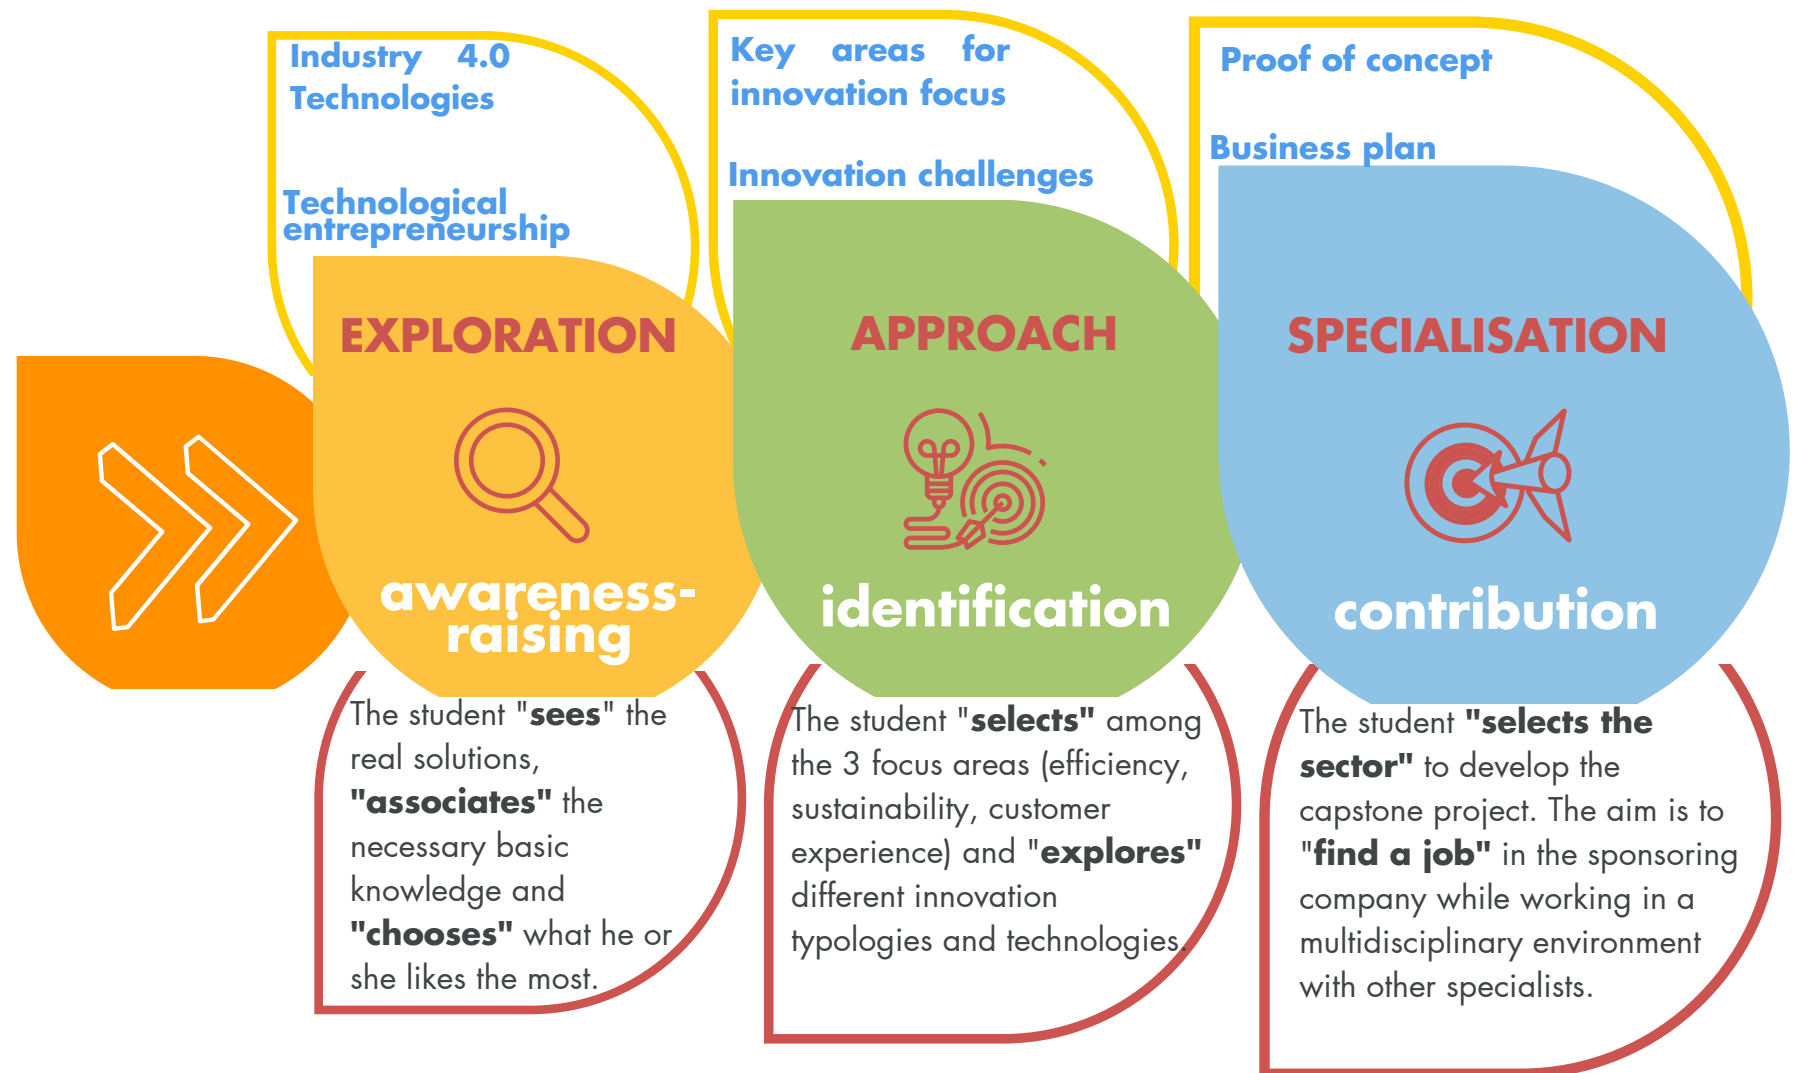 Industry 4.0
Technologies
Technological
entrepreneurship
EXPLORATION
awareness-
raising
The student "sees" the
real solutions,
"associates" the
necessary basic
knowledge and
"chooses" what he or
she likes the most.
Key areas for
innovation focus
Innovation challenges
APPROACH
identification
The student "selects" among
the 3 focus areas (efficiency,
sustainability, customer
experience) and "explores"
different innovation
typologies and technologies.
Proof of concept
Business plan
SPECIALISATION
contribution
The student "selects the
sector" to develop the
capstone project. The aim is to
"find a job" in the sponsoring
company while working in a
multidisciplinary environment
with other specialists.